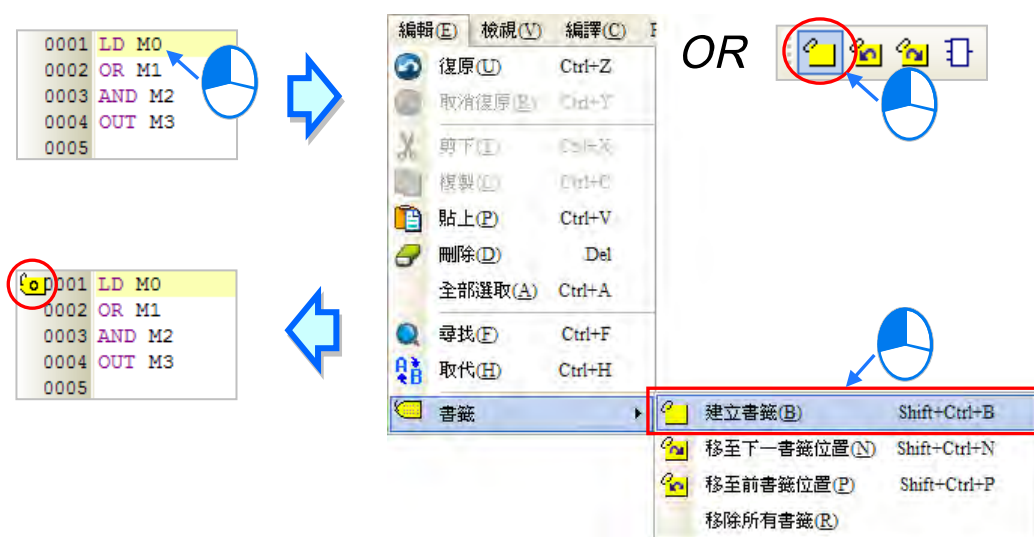 0001 LD M0
0002 OR M1
0003 AND M2
0004 OUT M3
0005
編輯(E) 檢視(V) 編譯(C)
復原(U) Ctrl+Z
取消復原(R) Ctrl+Y
剪下(T) Ctrl+X
複製(C) Ctrl+C
貼上(P) Ctrl+V
刪除(D) Del
全部選取(A) Ctrl+A
尋找(F) Ctrl+F
取代(H) Ctrl+H
書籤
OR
建立書籤(B) Shift+Ctrl+B
移至下一書籤位置(N) Shift+Ctrl+N
移至前書籤位置(P) Shift+Ctrl+P
移除所有書籤(R)
0001 LD M0
0002 OR M1
0003 AND M2
0004 OUT M3
0005